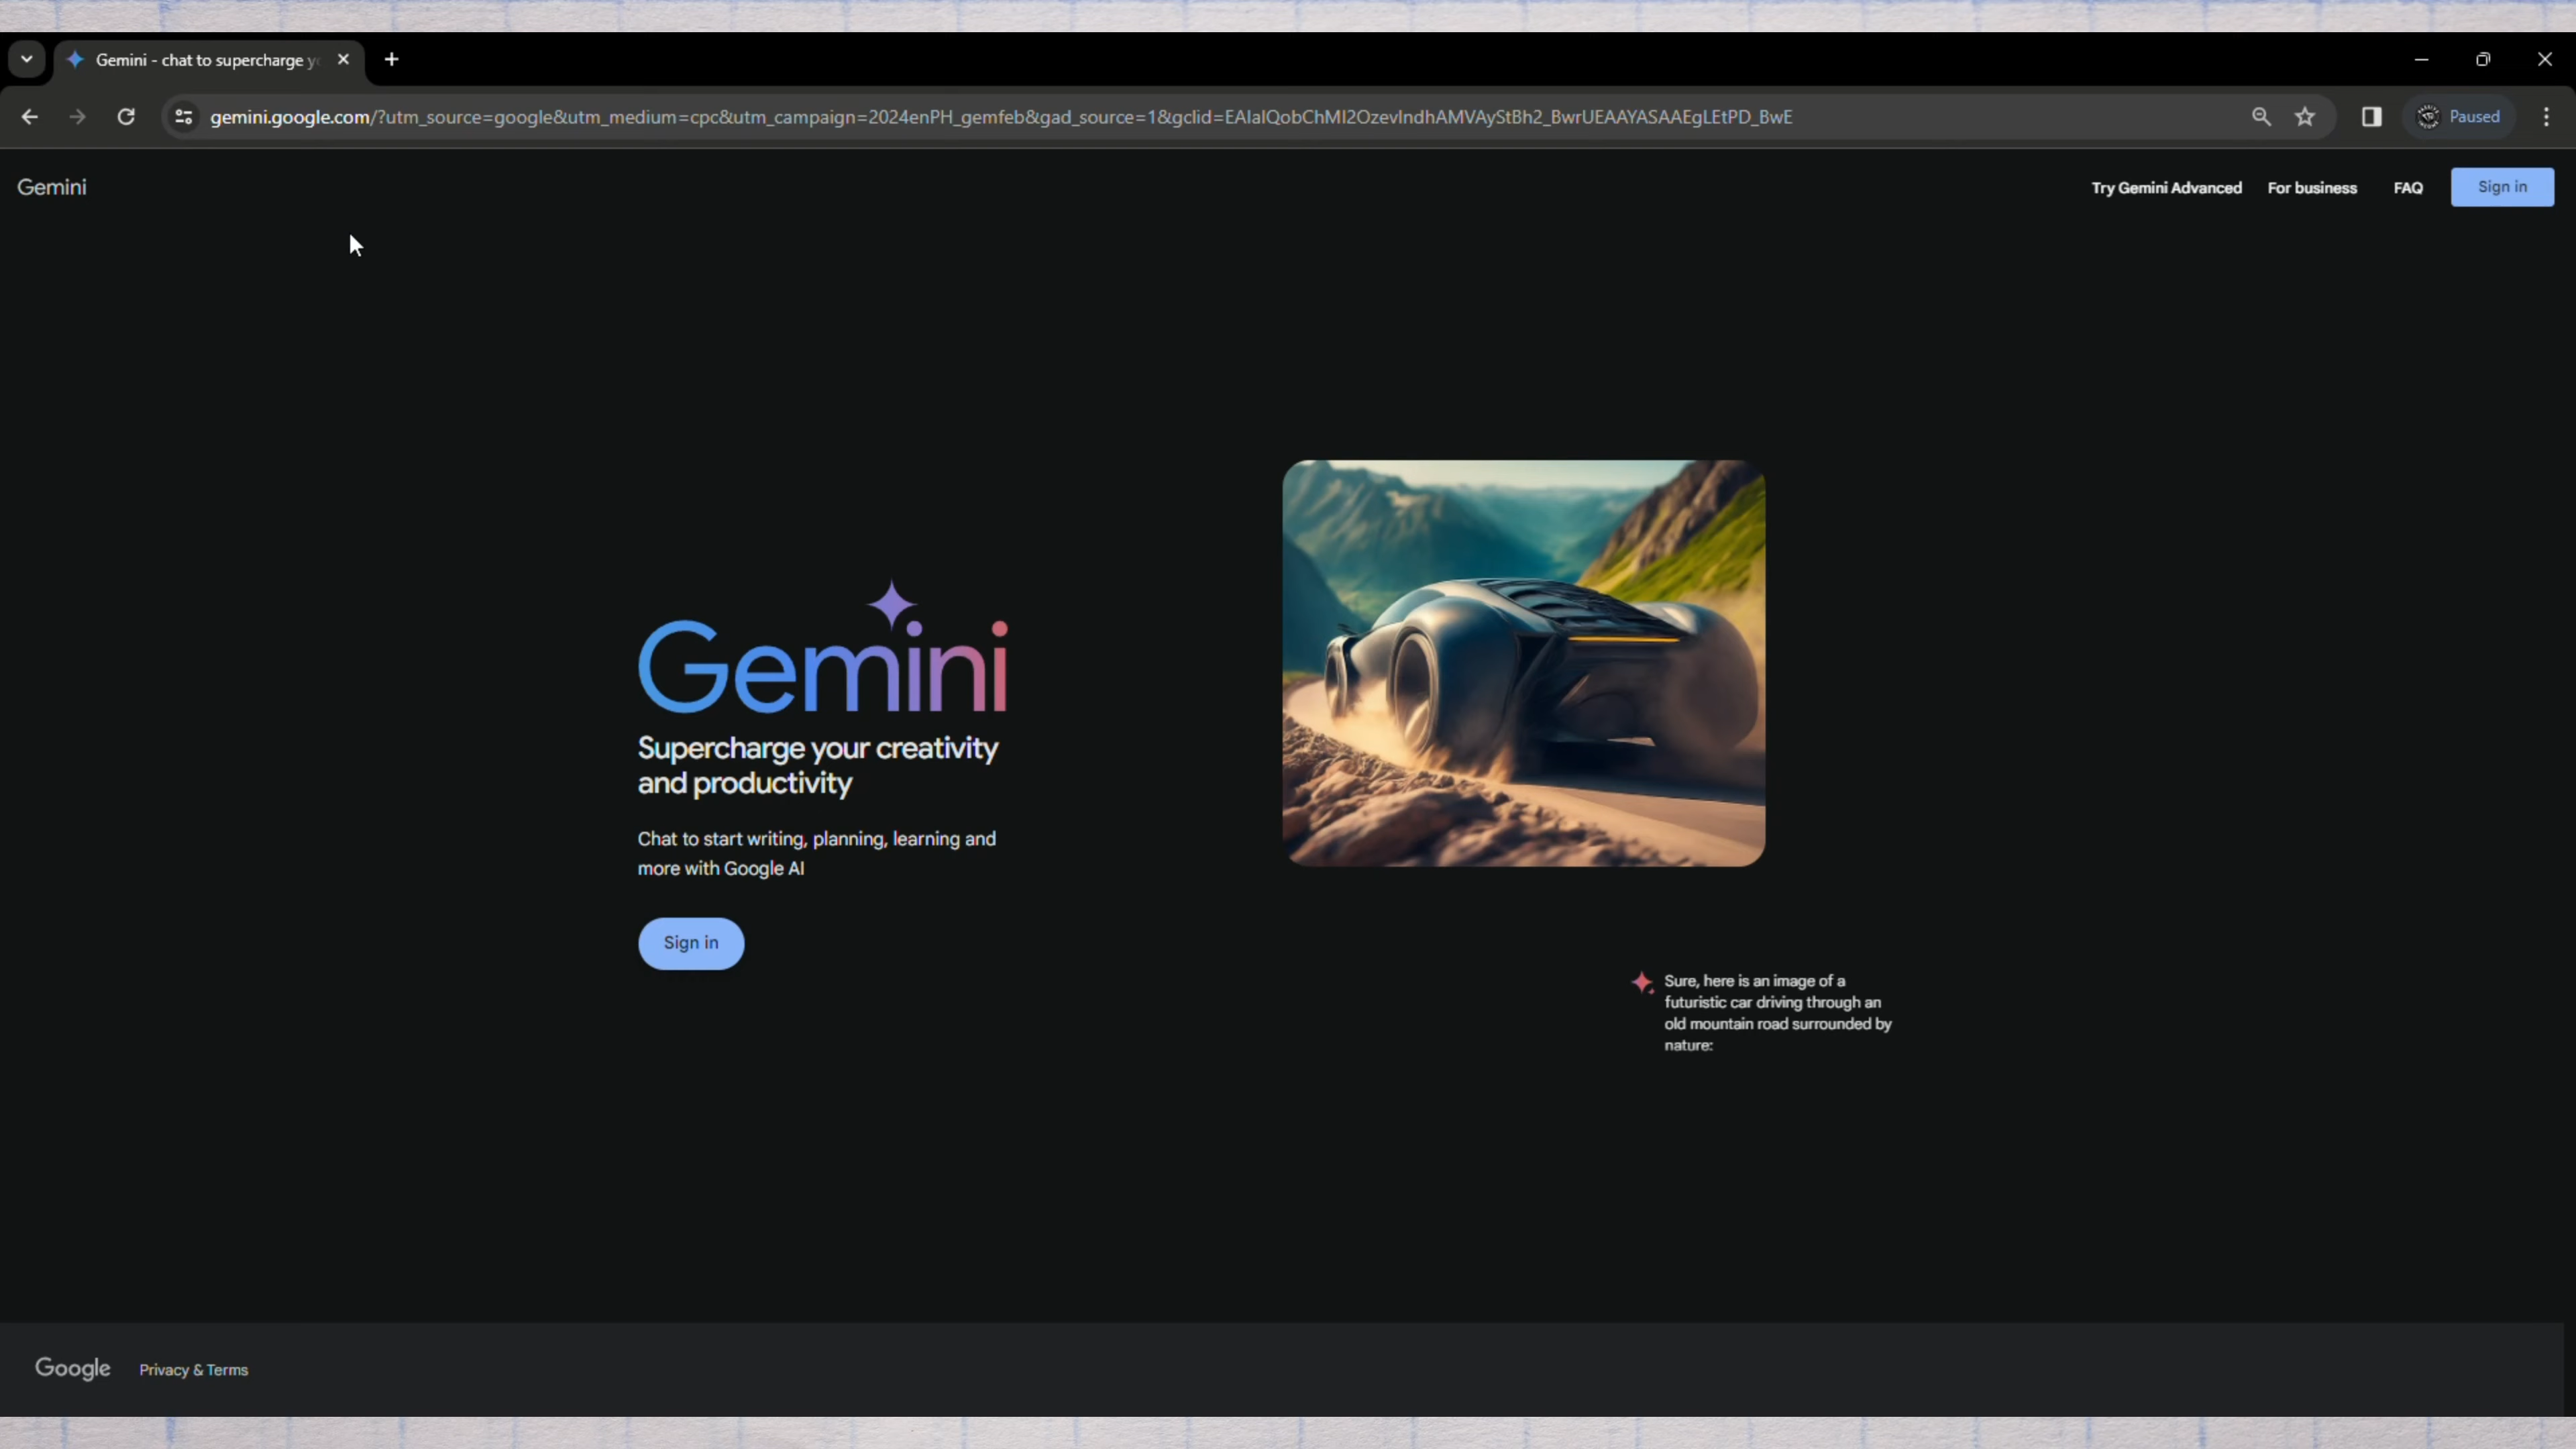 Gemini - chat to supercharge
gemini.google.com/?utm_source=google&utm_medium=cpc&utm_campaign=2024enPH_gemfeb&gad_source=1&gclid=EAIaIQobChMI2OzevIndhAMVAyStBh2_BwrUEAAYASAAEgLEtPD_BwE
Paused
Gemini
Try Gemini Advanced
For business
FAQ
Sign in
Gemini
Supercharge your creativity
and productivity
Chat to start writing, planning, learning and
more with Google AI
Sign in
Sure, here is an image of a
futuristic car driving through an
old mountain road surrounded by
nature:
Google
Privacy & Terms